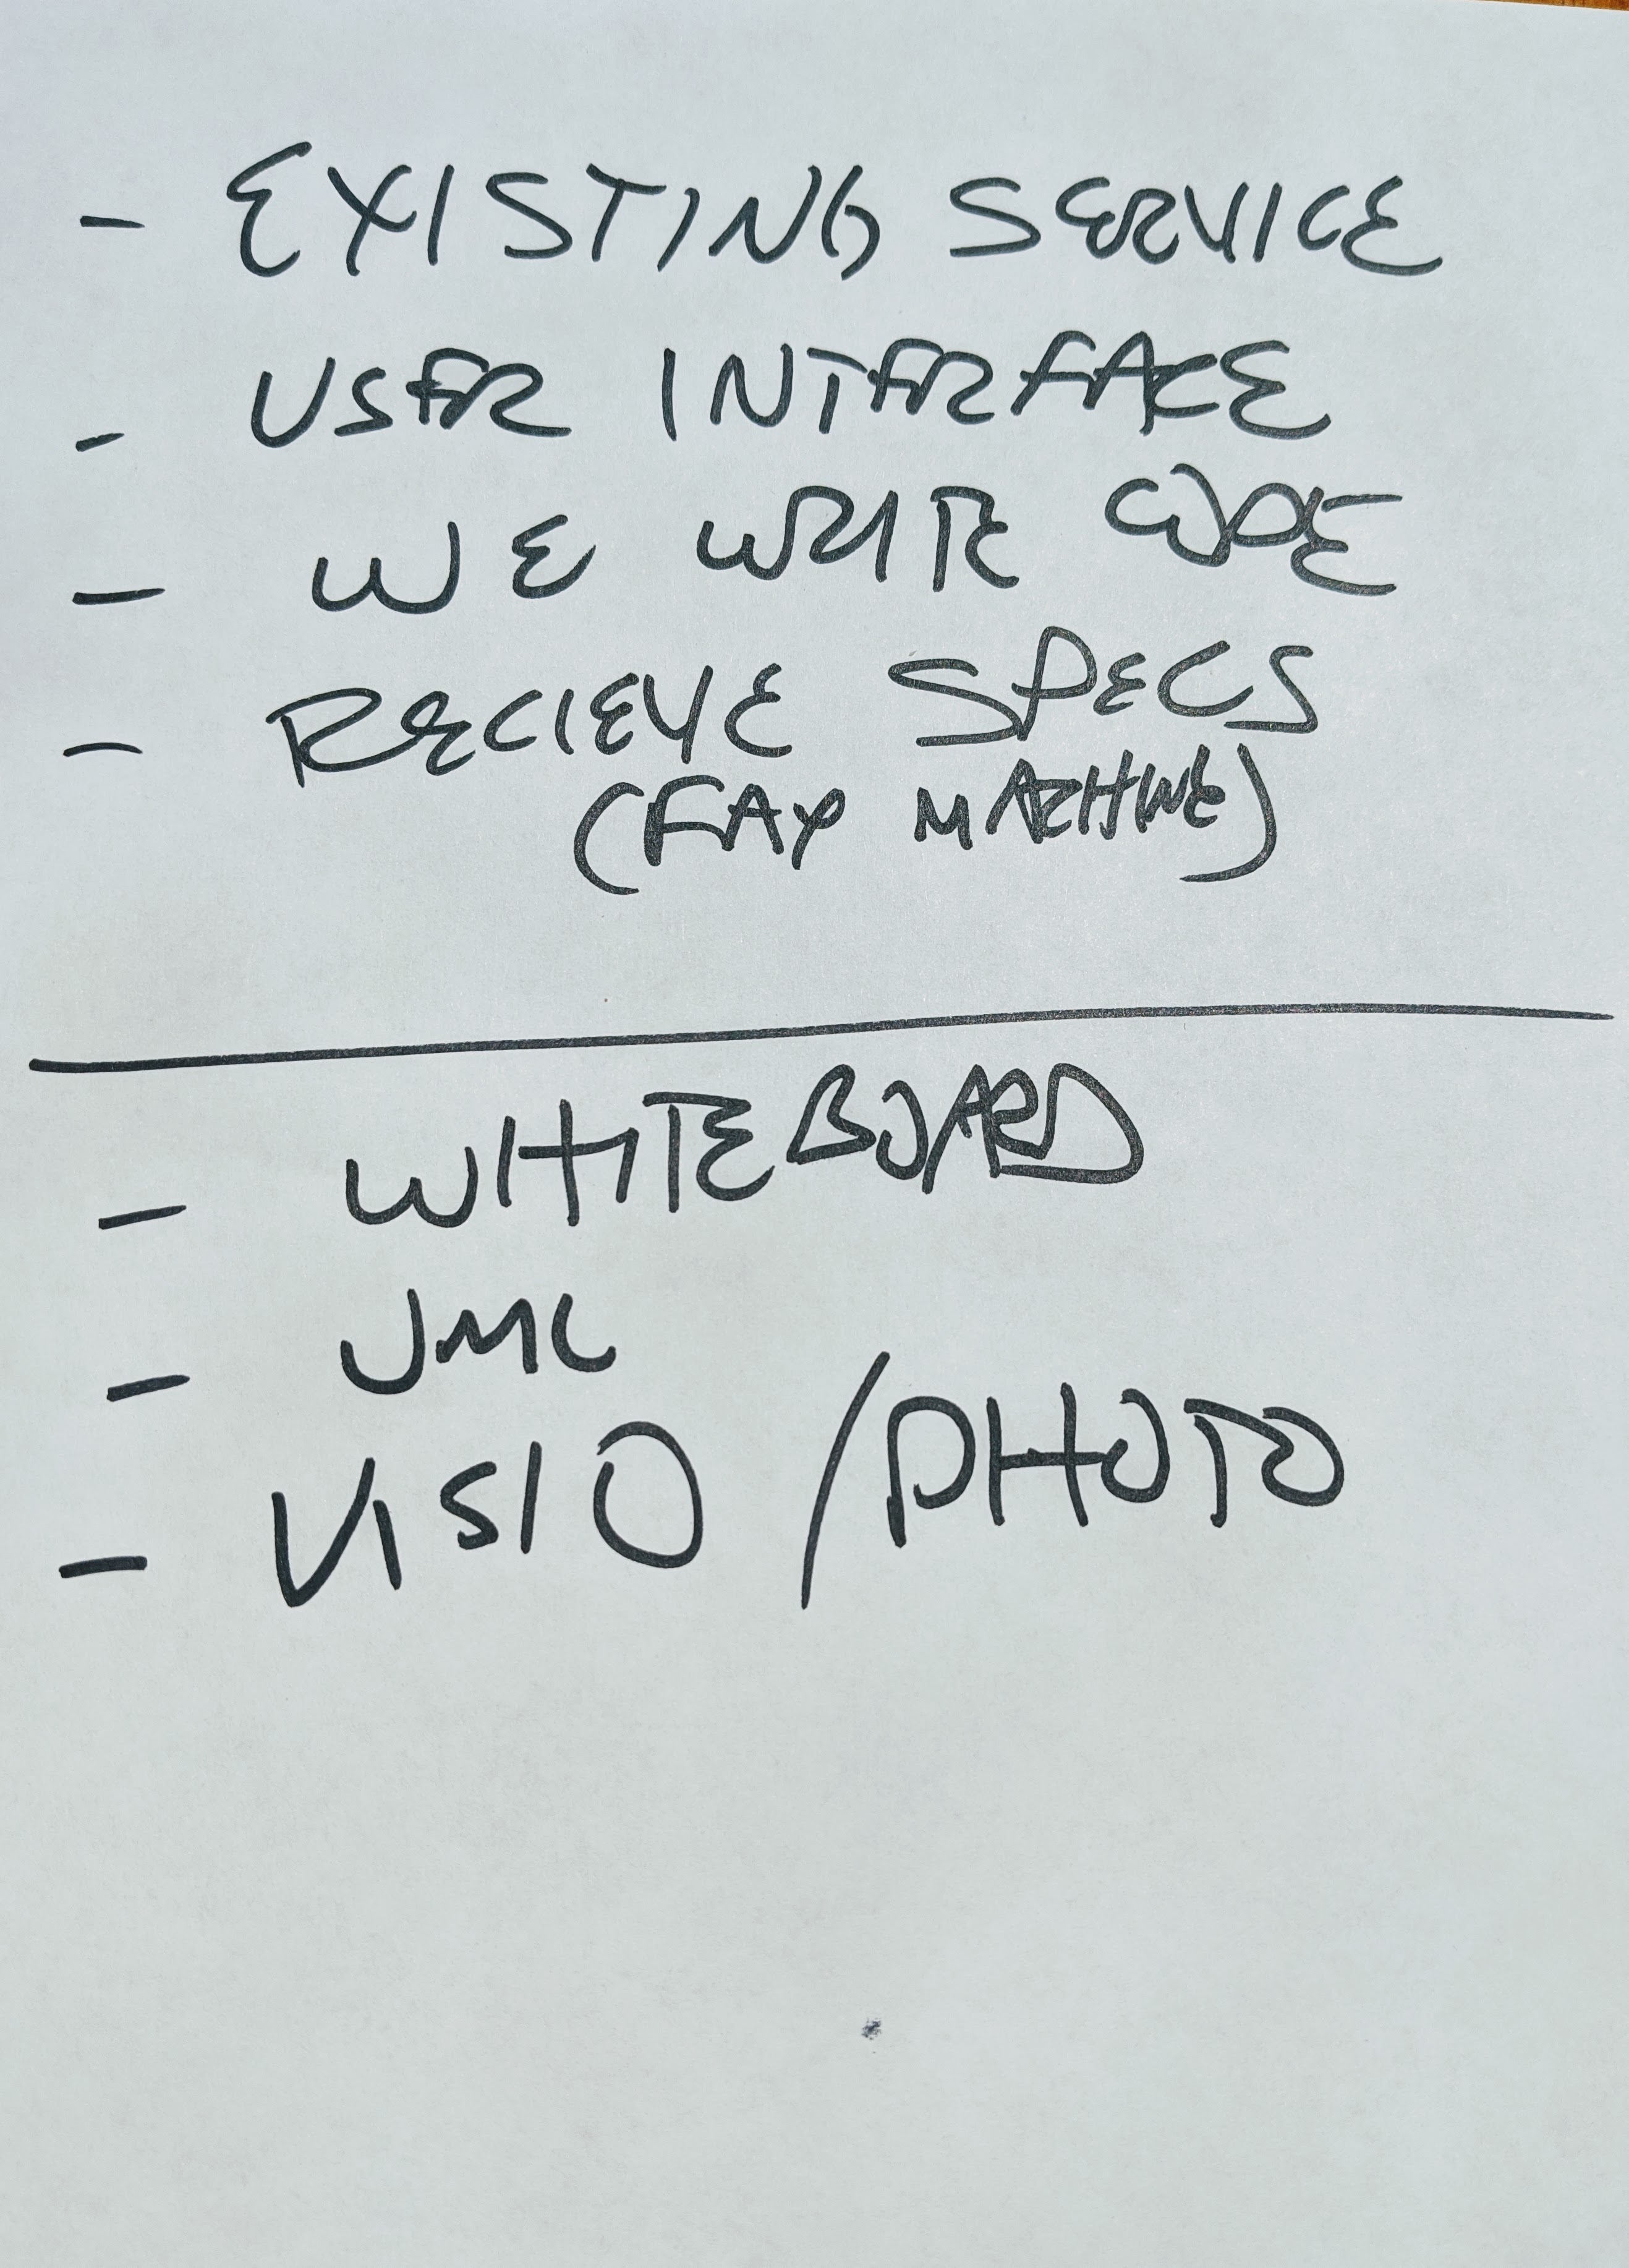 - EXISTING SERVICE
- USER INTERFACE
- WE WRITE CODE
- RECIEVE SPECS
(FAX MACHINE)
- WHITEBOARD
- UML
- VISIO / PHOTO